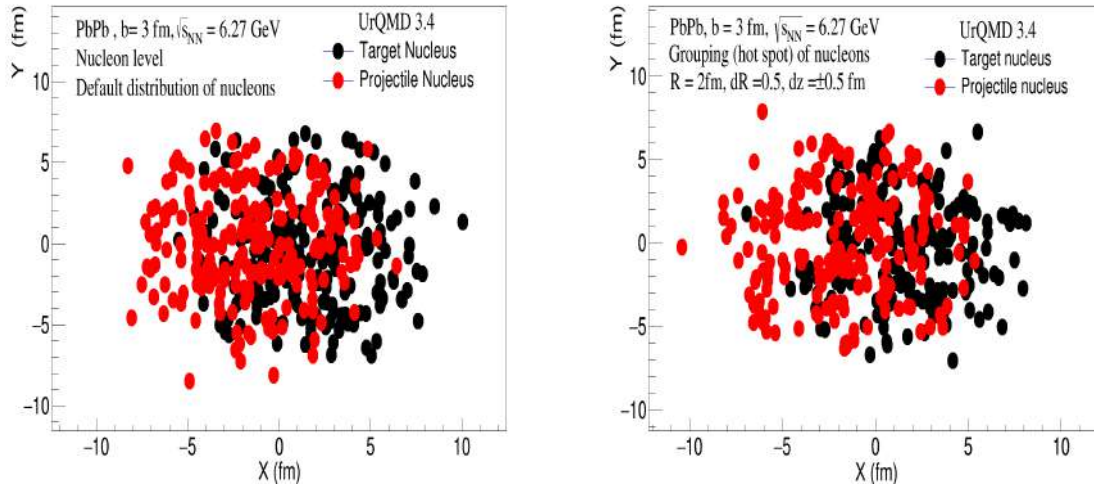 PbPb , b= 3 fm, √sNN = 6.27 GeV
UrQMD 3.4
Nucleon level
Target Nucleus
Default distribution of nucleons
Projectile Nucleus
Y (fm)
10
5
0
−5
−10
−10 −5 0 5 10
X (fm)
PbPb, b = 3 fm, √sNN = 6.27 GeV
UrQMD 3.4
Grouping (hot spot) of nucleons
Target nucleus
R = 2fm, dR =0.5, dz =±0.5 fm
Projectile nucleus
Y (fm)
10
5
0
−5
−10
−10 −5 0 5 10
X (fm)